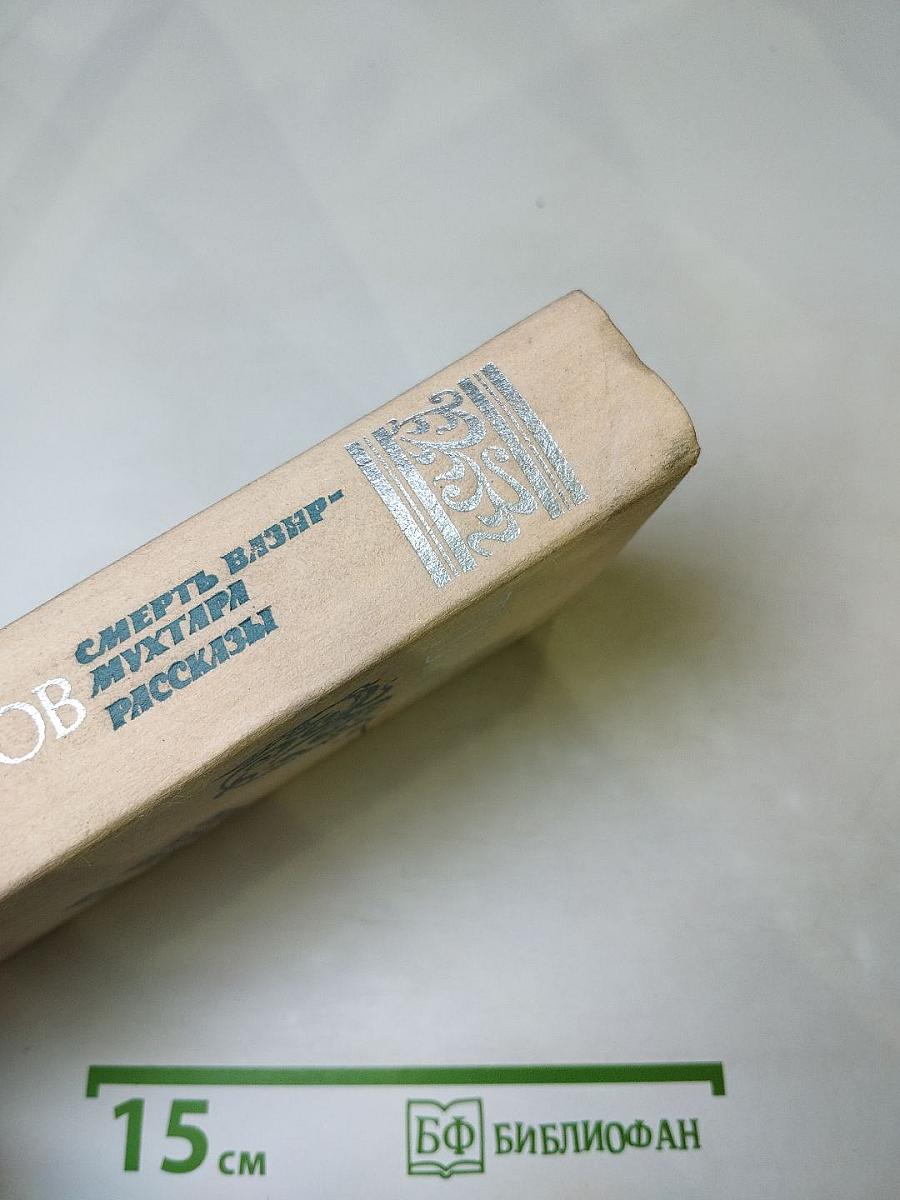 ОВ
СМЕРТЬ ВАЗИР-
МУХТАРА
РАССКАЗЫ
15 см
БФ БИБЛИОФАН